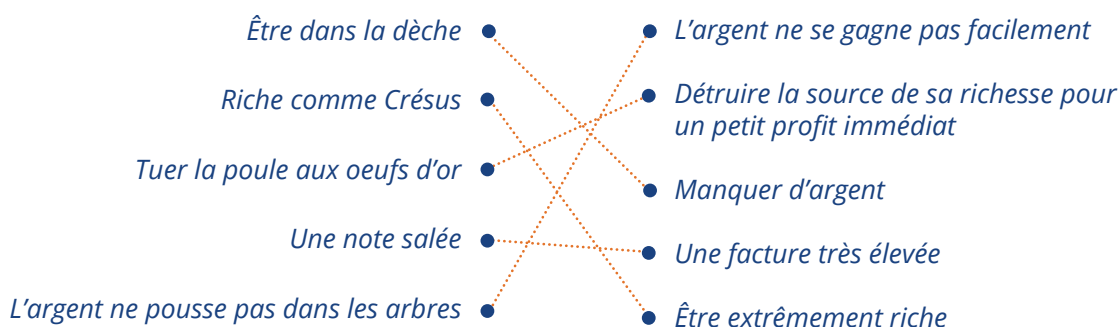 Être dans la dèche
Riche comme Crésus
Tuer la poule aux oeufs d'or
Une note salée
L'argent ne pousse pas dans les arbres
L'argent ne se gagne pas facilement
Détruire la source de sa richesse pour
un petit profit immédiat
Manquer d'argent
Une facture très élevée
Être extrêmement riche